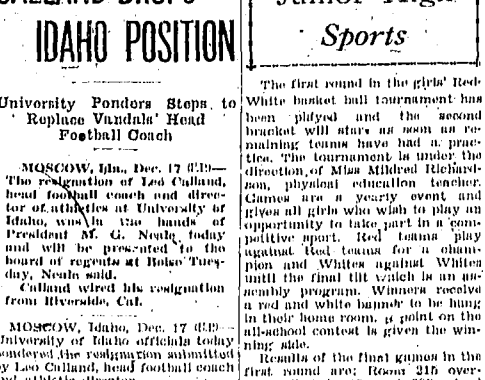 CALLAND DROPS
IDAHO POSITION
University Ponders Steps to
Replace Vandals' Head
Football Coach
MOSCOW, Ida., Dec. 17 (UP)—
The resignation of Leo Calland,
head football coach and direc-
tor of athletics at University of
Idaho, was in the hands of
President M. G. Neale today
and will be presented to the
board of regents at Boise Tues-
day, Neale said.
Calland wired his resignation
from Riverside, Cal.
MOSCOW, Idaho, Dec. 17 (UP)—
University of Idaho officials today
pondered the resignation submitted
by Leo Calland, head football coach
and athletic director
Junior High
Sports
The first round in the girls' Red-
White basket ball tournament has
been played and the second
bracket will start as soon as re-
maining teams have had a prac-
tice. The tournament is under the
direction of Miss Mildred Richard-
son, physical education teacher.
Games are a yearly event and
gives all girls who wish to play an
opportunity to take part in a com-
petitive sport. Red teams play
against Red teams for a cham-
pion and Whites against Whites
until the final tilt which is an as-
sembly program. Winners receive
a red and white banner to be hung
in their home room. A point on the
all-school contest is given the win-
ning side.
Results of the final games in the
first round are: Room 215 over-